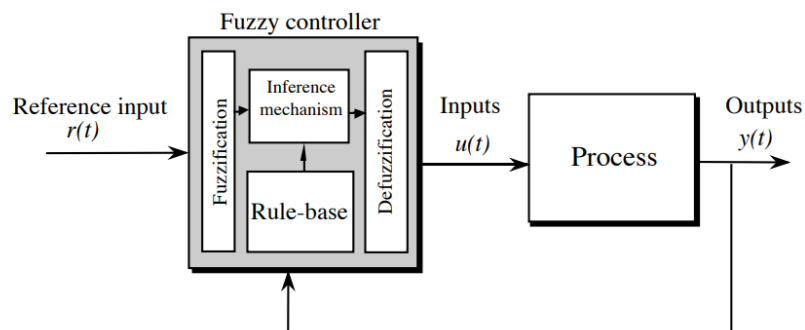 Fuzzy controller
Reference input
r(t)
Fuzzification
Inference
mechanism
Rule-base
Defuzzification
Inputs
u(t)
Process
Outputs
y(t)